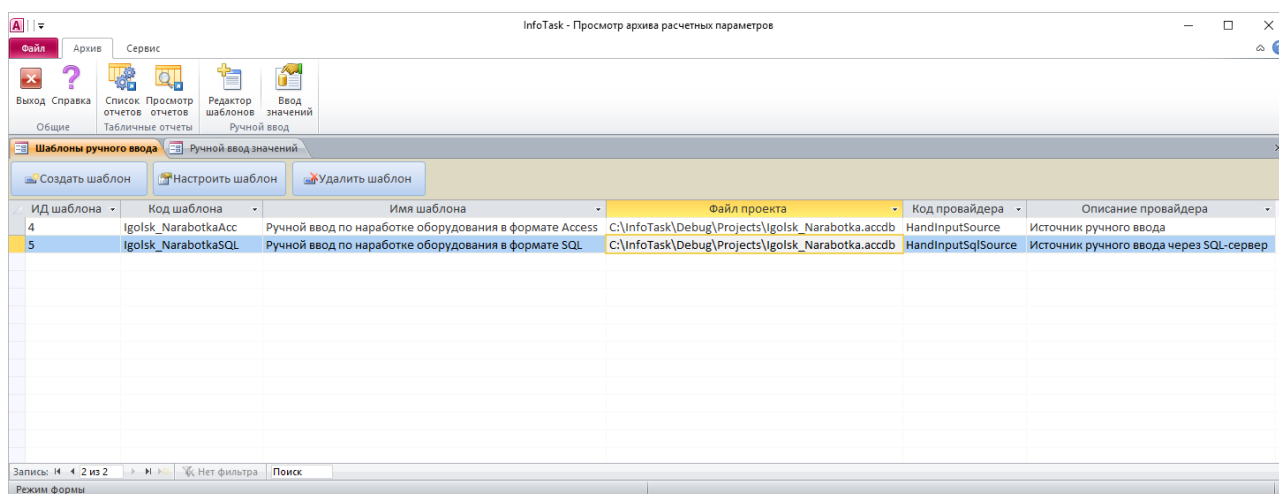 InfoTask - Просмотр архива расчетных параметров
Файл Архив Сервис
Выход Справка Список отчетов Просмотр отчетов Редактор шаблонов Ввод значений
Общие Табличные отчеты Ручной ввод
Шаблоны ручного ввода Ручной ввод значений
Создать шаблон Настроить шаблон Удалить шаблон
ИД шаблона Код шаблона Имя шаблона Файл проекта Код провайдера Описание провайдера
4 Igolsk_NarabotkaAcc Ручной ввод по наработке оборудования в формате Access C:\InfoTask\Debug\Projects\Igolsk_Narabotka.accdb HandInputSource Источник ручного ввода
5 Igolsk_NarabotkaSQL Ручной ввод по наработке оборудования в формате SQL C:\InfoTask\Debug\Projects\Igolsk_Narabotka.accdb HandInputSqlSource Источник ручного ввода через SQL-сервер
Запись: 2 из 2 Нет фильтра Поиск
Режим формы